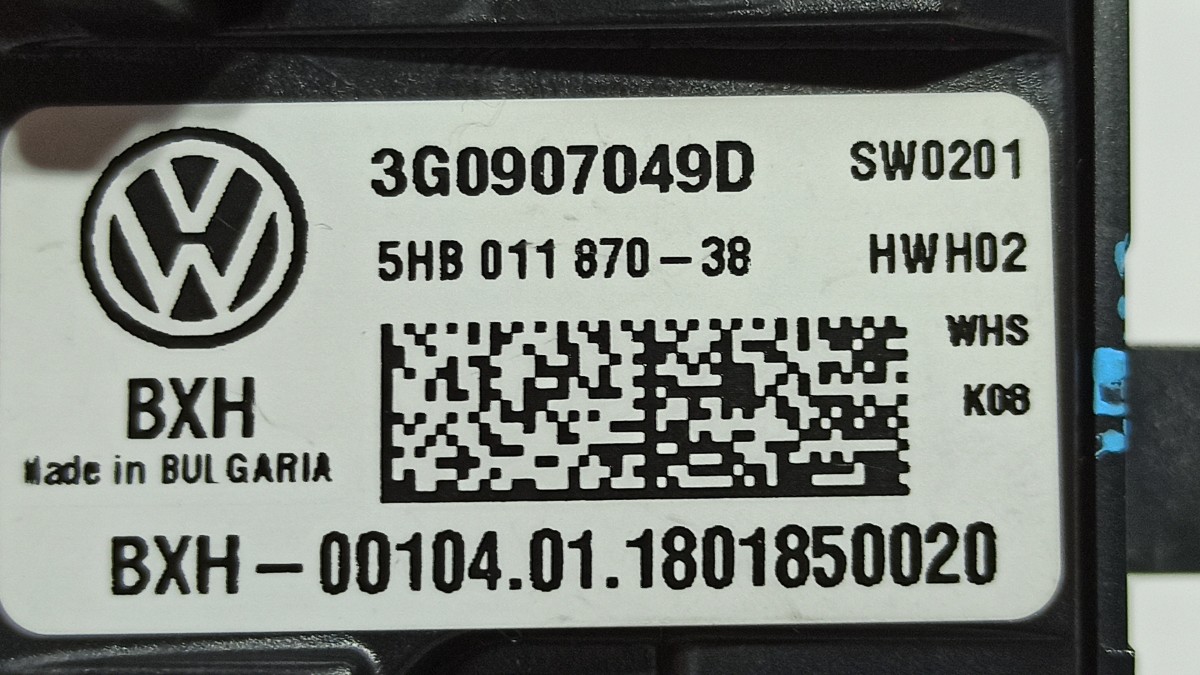 3G0907049D SW0201
5HB 011 870-38 HWH02
WHS
K08
BXH
Made in BULGARIA
BXH-00104.01.1801850020